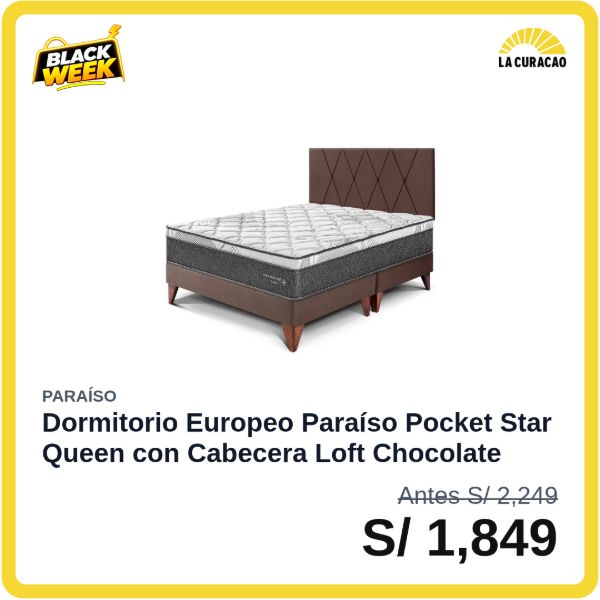 BLACK
WEEK
LA CURACAO
PARAÍSO
Dormitorio Europeo Paraíso Pocket Star
Queen con Cabecera Loft Chocolate
Antes S/ 2,249
S/ 1,849